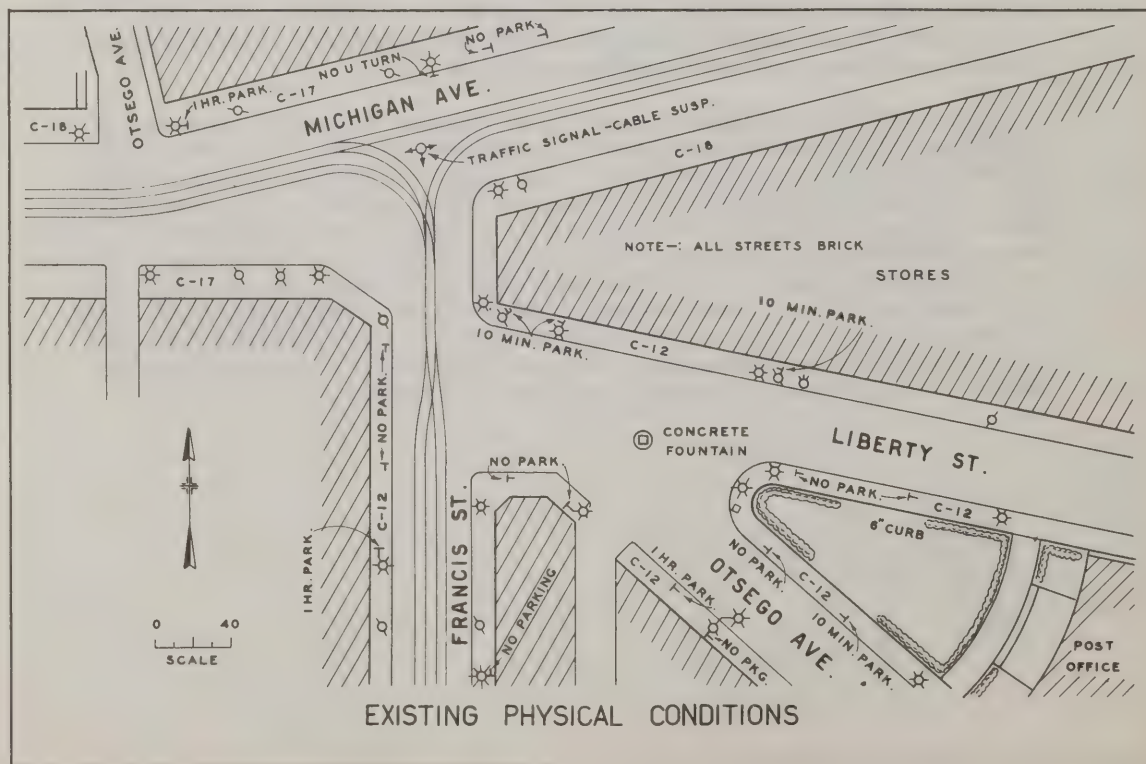 OTSEGO AVE.
NO PARK.
NO U TURN
1 HR. PARK.
C-17
MICHIGAN AVE.
C-18
TRAFFIC SIGNAL-CABLE SUSP.
C-18
NOTE-: ALL STREETS BRICK
STORES
C-17
10 MIN. PARK.
10 MIN. PARK.
C-12
NO PARK.
CONCRETE
FOUNTAIN
LIBERTY ST.
NO PARK.
NO PARK.
C-12
C-12
6" CURB
1 HR. PARK.
FRANCIS ST.
NO PARKING
1 HR. PARK.
C-12
NO PARK.
OTSEGO AVE.
C-12
10 MIN. PARK.
NO PKG.
POST
OFFICE
0 40
SCALE
EXISTING PHYSICAL CONDITIONS